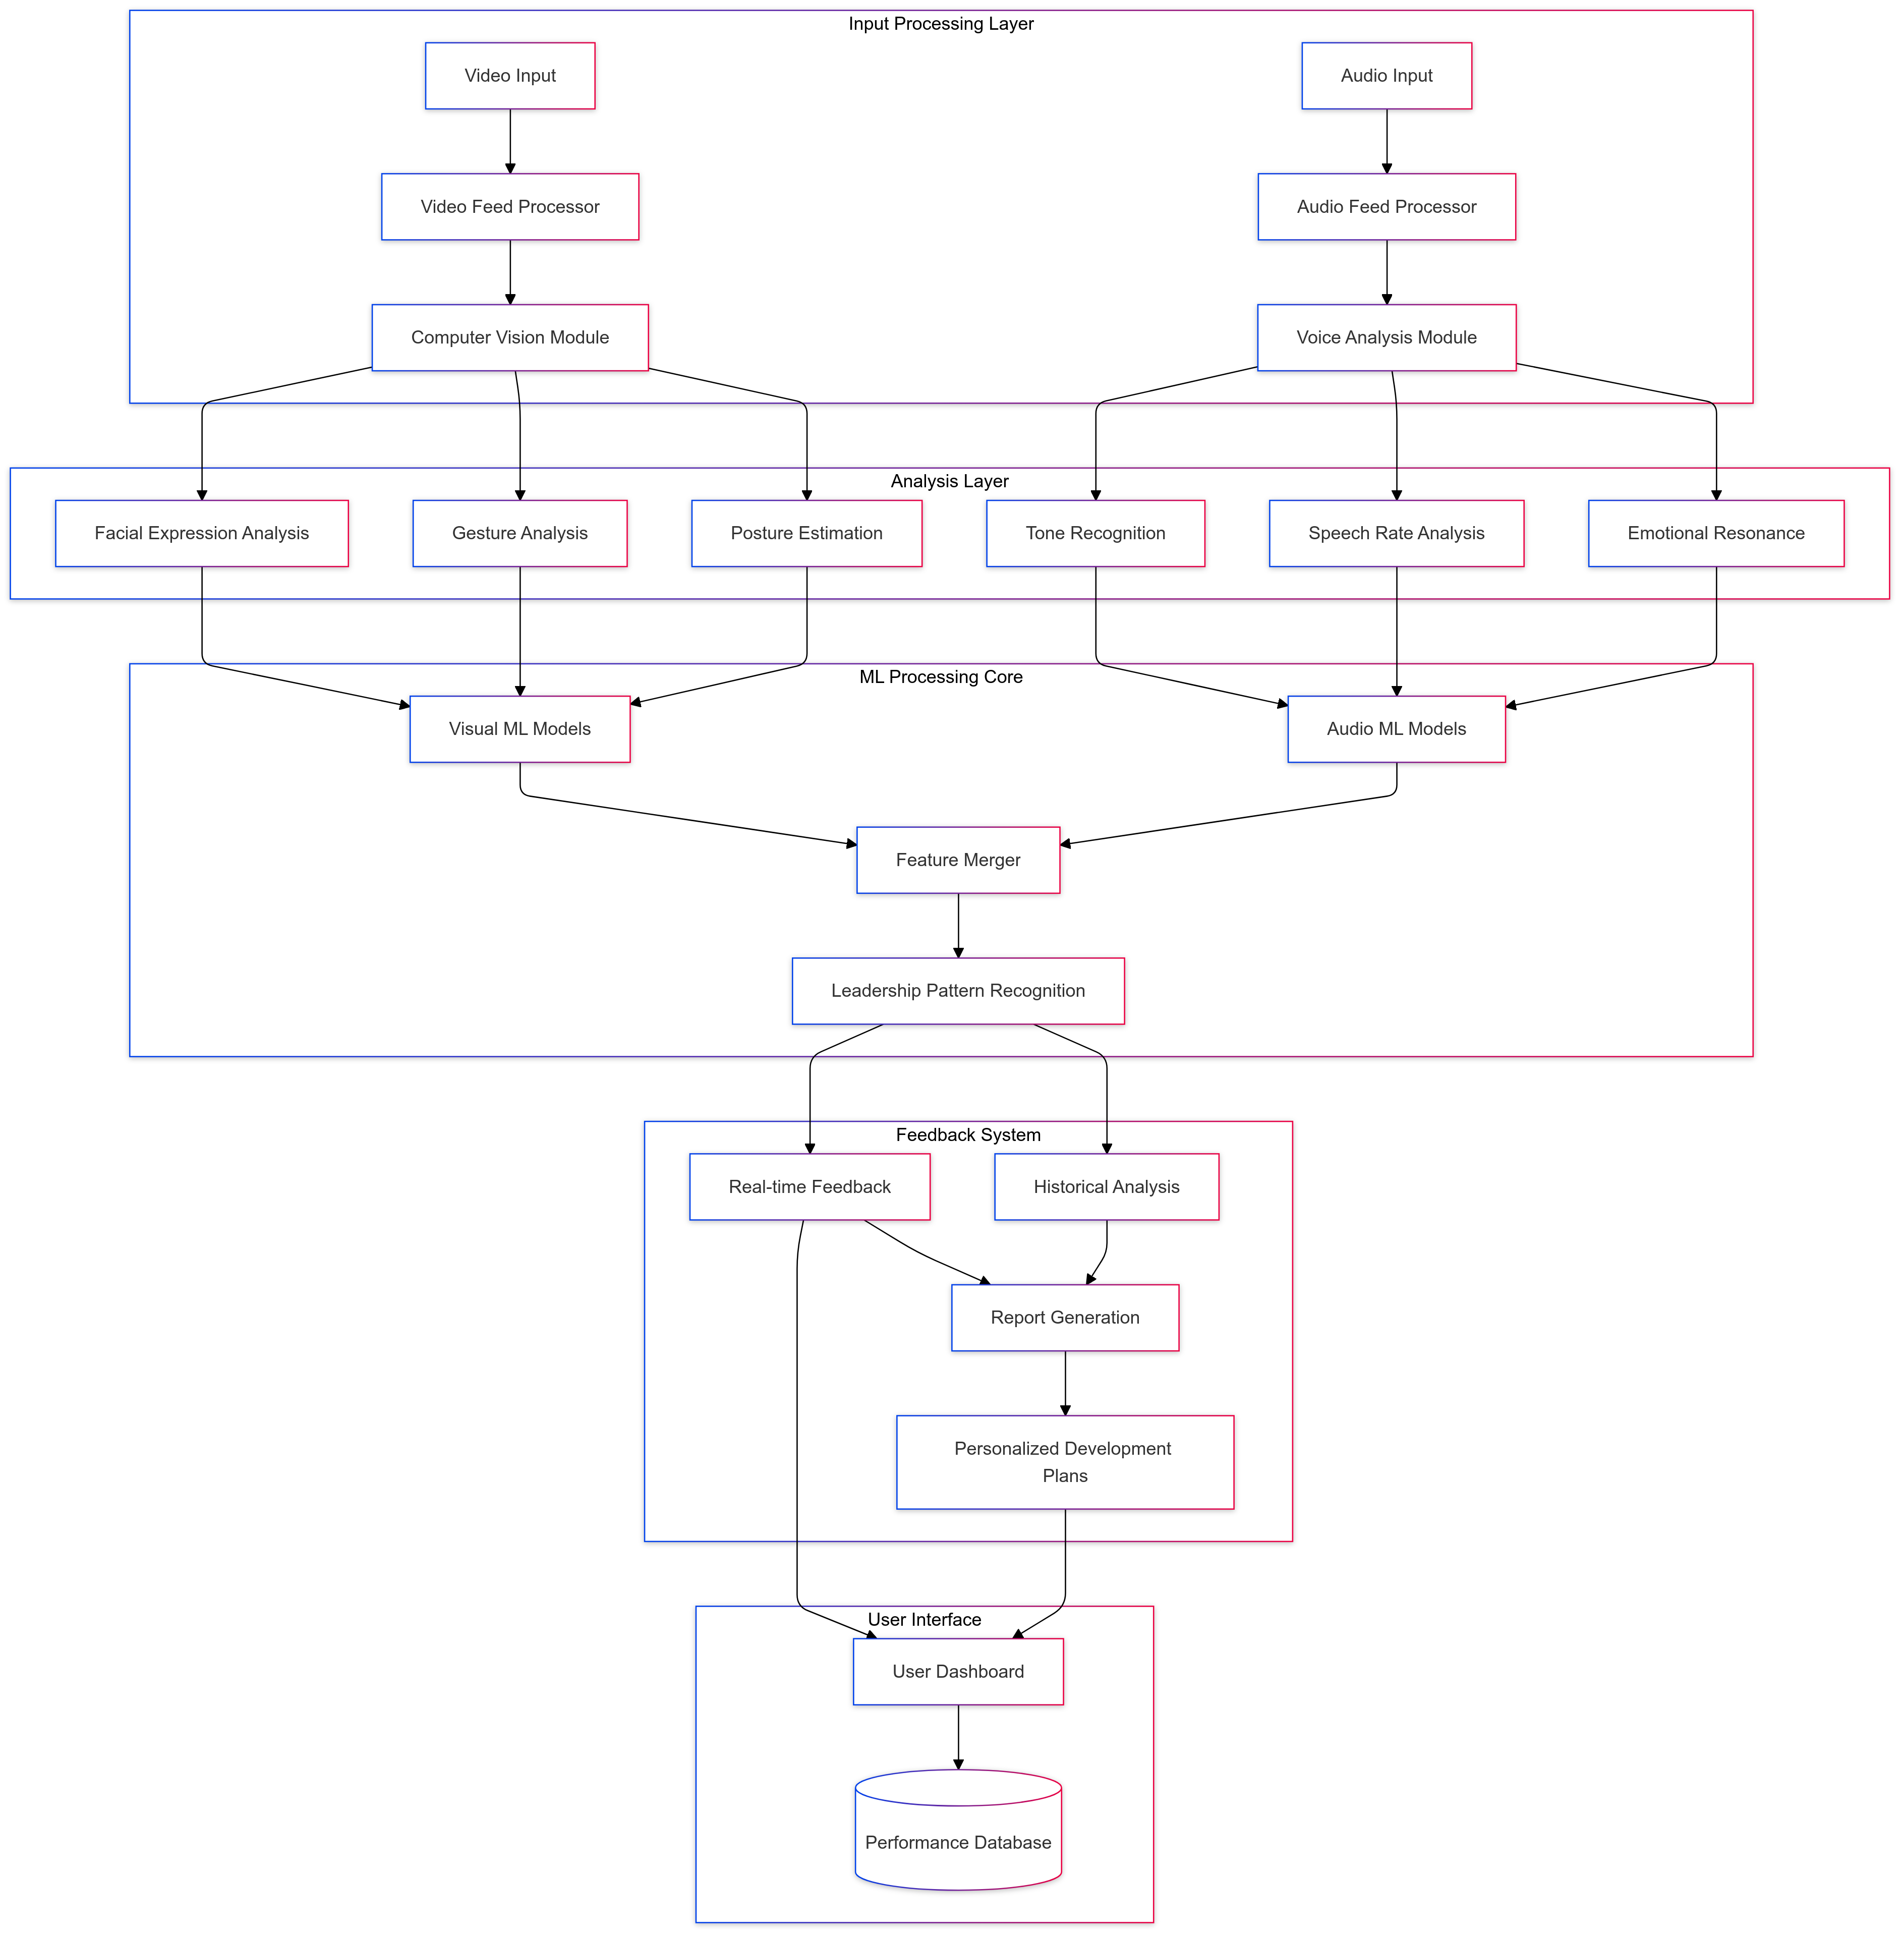 Input Processing Layer
Video Input
Audio Input
Video Feed Processor
Audio Feed Processor
Computer Vision Module
Voice Analysis Module
Analysis Layer
Facial Expression Analysis
Gesture Analysis
Posture Estimation
Tone Recognition
Speech Rate Analysis
Emotional Resonance
ML Processing Core
Visual ML Models
Audio ML Models
Feature Merger
Leadership Pattern Recognition
Feedback System
Real-time Feedback
Historical Analysis
Report Generation
Personalized Development
Plans
User Interface
User Dashboard
Performance Database